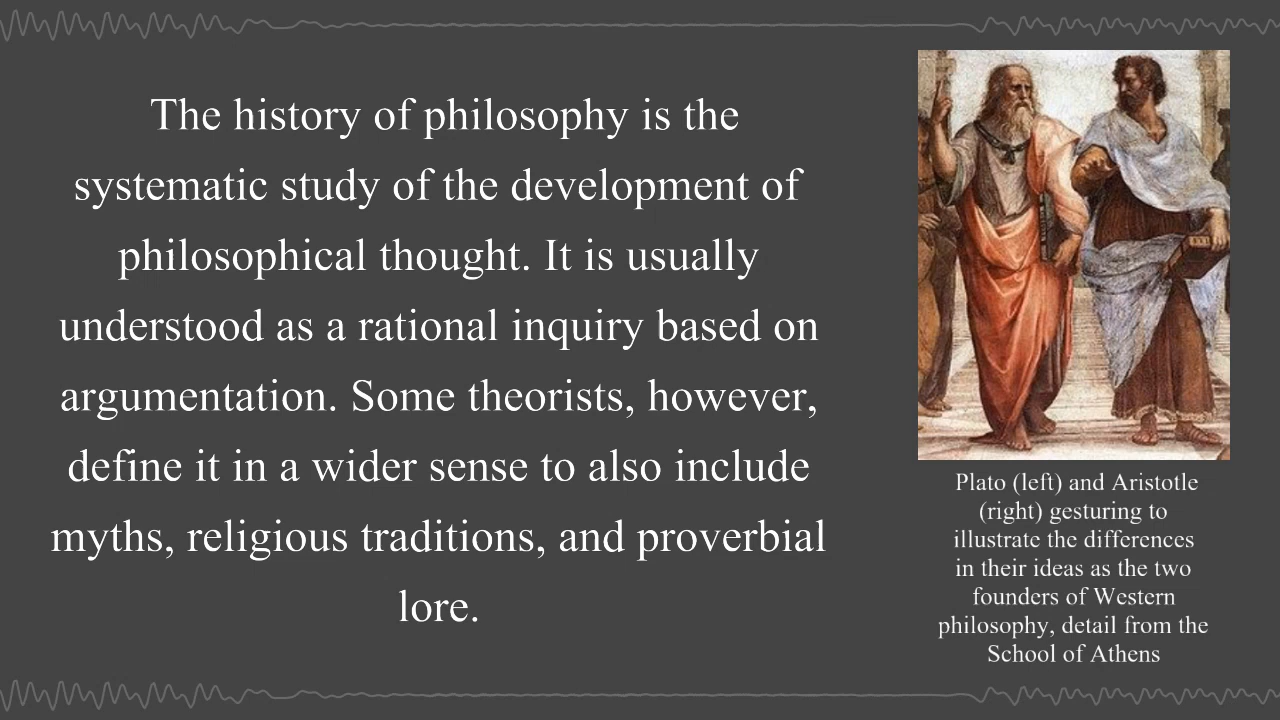 The history of philosophy is the
systematic study of the development of
philosophical thought. It is usually
understood as a rational inquiry based on
argumentation. Some theorists, however,
define it in a wider sense to also include
myths, religious traditions, and proverbial
lore.
Plato (left) and Aristotle
(right) gesturing to
illustrate the differences
in their ideas as the two
founders of Western
philosophy, detail from the
School of Athens